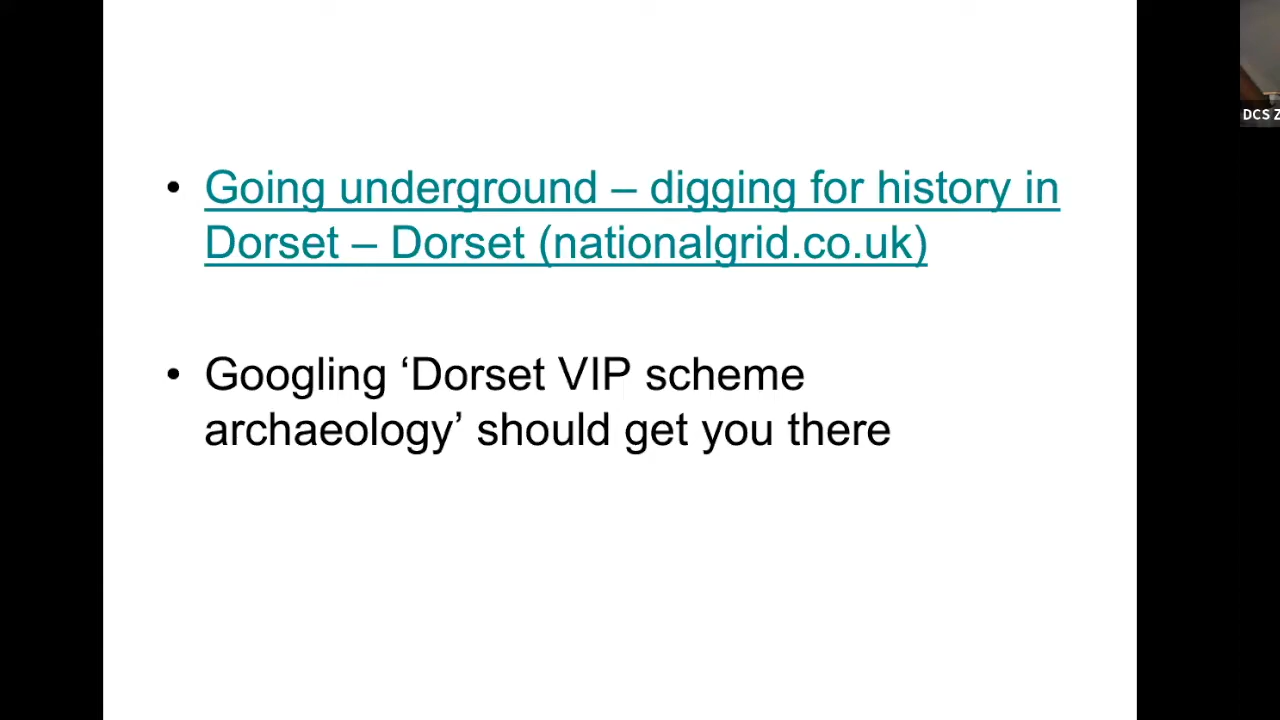 • Going underground – digging for history in
Dorset – Dorset (nationalgrid.co.uk)
• Googling ‘Dorset VIP scheme
archaeology’ should get you there
DCS Z